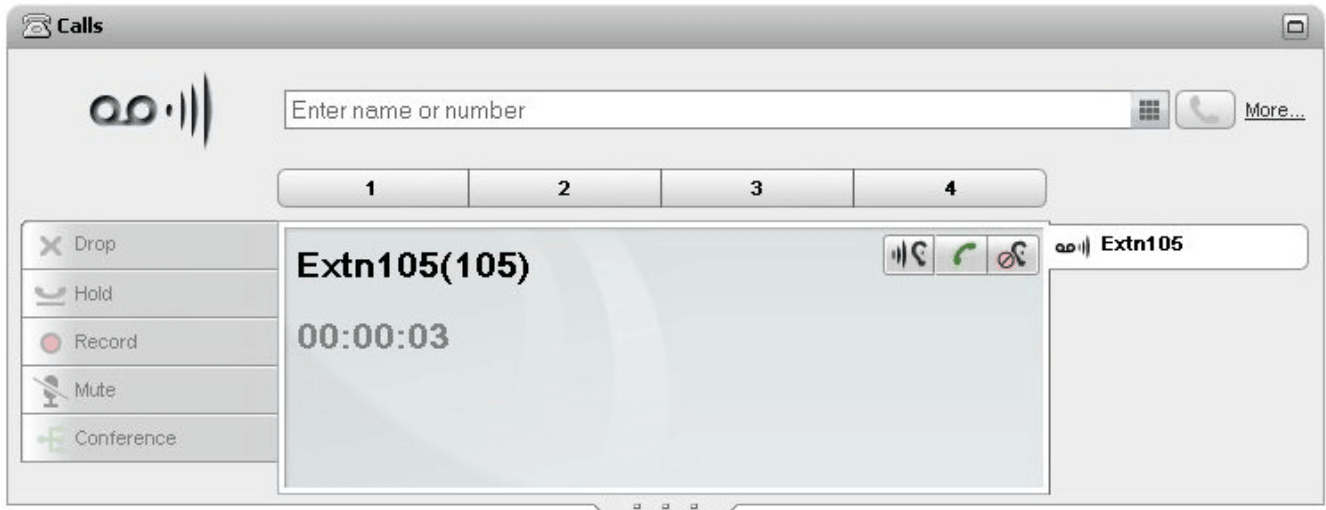 Calls
Enter name or number
More...
1 2 3 4
Drop
Hold
Record
Mute
Conference
Extn105(105)
00:00:03
Extn105